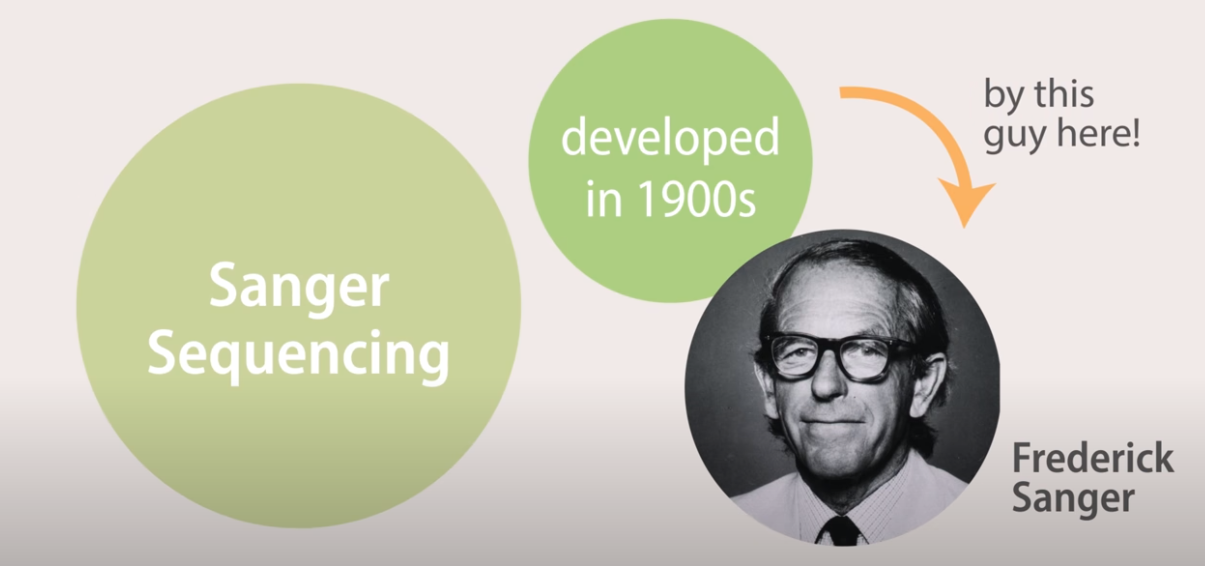 Sanger
Sequencing
developed
in 1900s
by this
guy here!
Frederick
Sanger